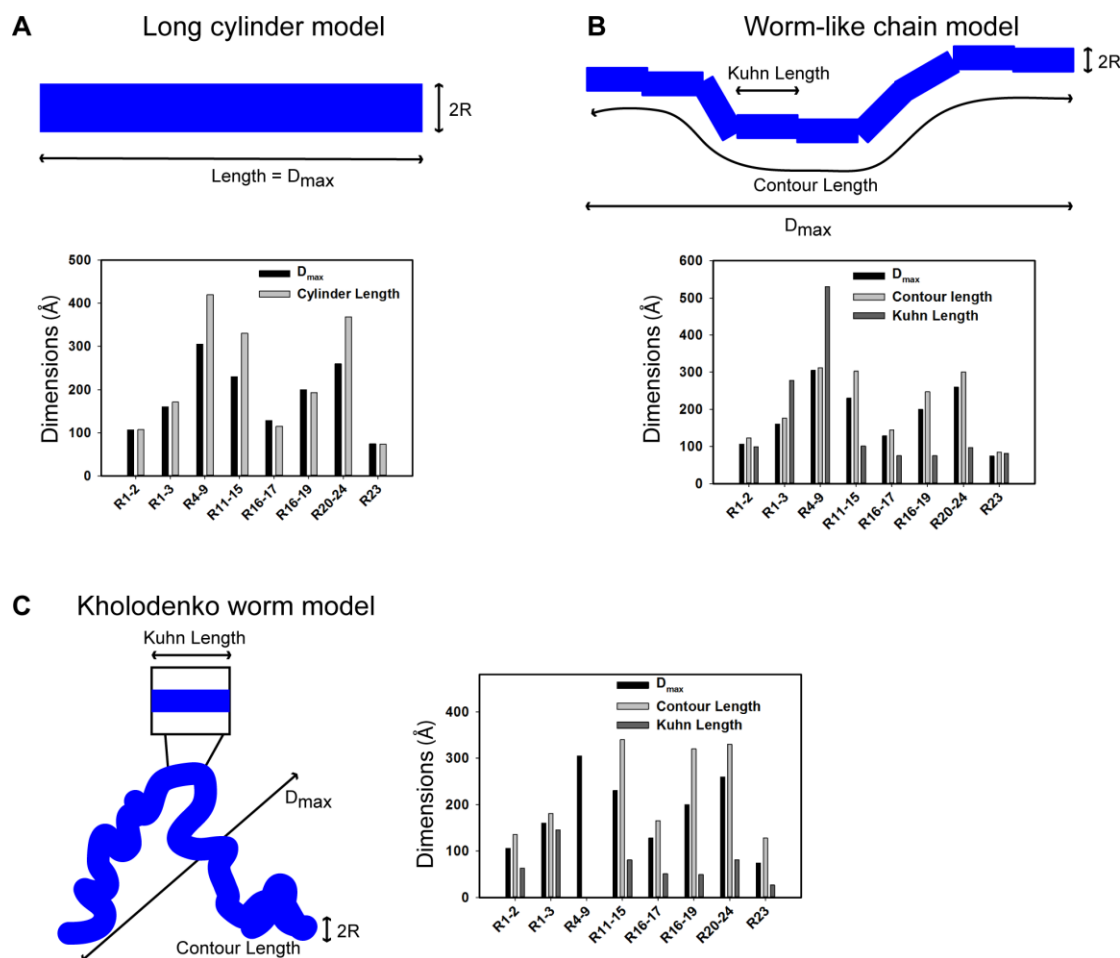 A Long cylinder model
2R
Length = Dmax
Dimensions (Å)
500
400
300
200
100
0
Dmax
Cylinder Length
R1-2 R1-3 R4-9 R11-15 R16-17 R16-19 R20-24 R23
B Worm-like chain model
Kuhn Length
2R
Contour Length
Dmax
Dimensions (Å)
600
500
400
300
200
100
0
Dmax
Contour length
Kuhn Length
R1-2 R1-3 R4-9 R11-15 R16-17 R16-19 R20-24 R23
C Kholodenko worm model
Kuhn Length
Dmax
2R
Contour Length
Dimensions (Å)
400
300
200
100
0
Dmax
Contour Length
Kuhn Length
R1-2 R1-3 R4-9 R11-15 R16-17 R16-19 R20-24 R23